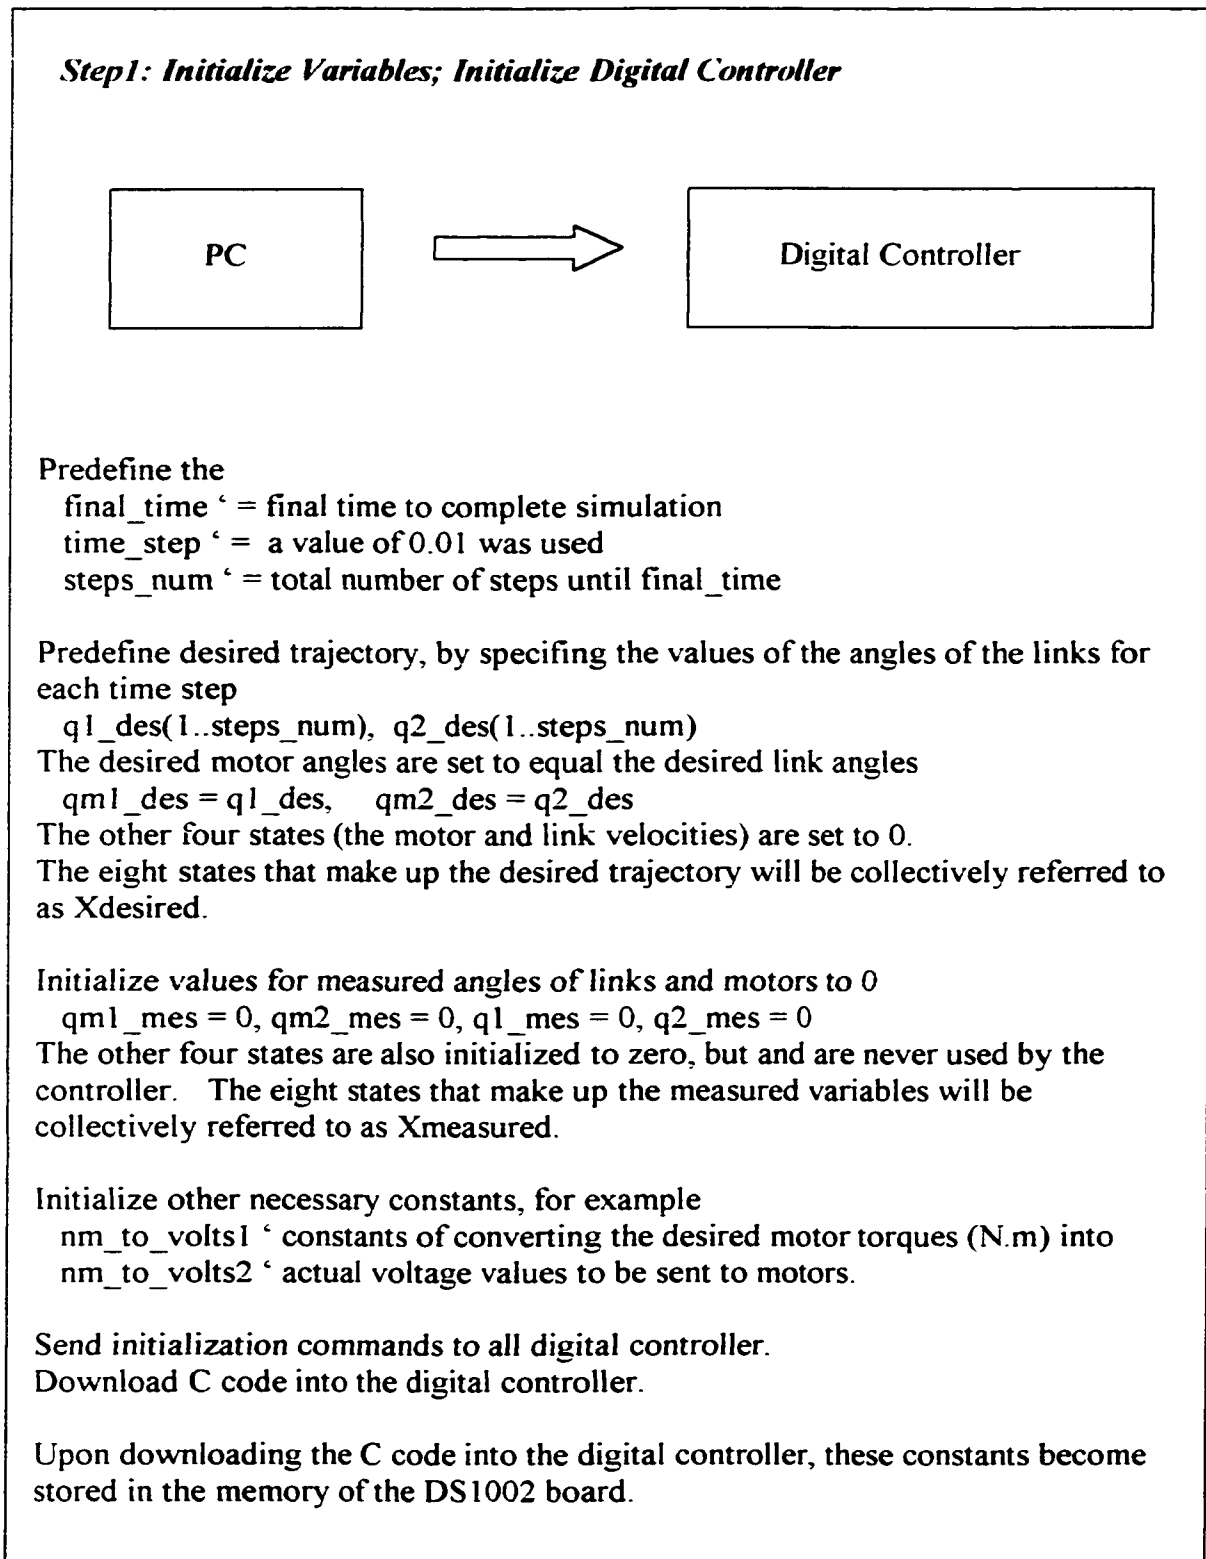 Step1: Initialize Variables; Initialize Digital Controller
PC
Digital Controller
Predefine the
final_time ‘ = final time to complete simulation
time_step ‘ = a value of 0.01 was used
steps_num ‘ = total number of steps until final_time
Predefine desired trajectory, by specifing the values of the angles of the links for
each time step
q1_des(1..steps_num), q2_des(1..steps_num)
The desired motor angles are set to equal the desired link angles
qm1_des = q1_des, qm2_des = q2_des
The other four states (the motor and link velocities) are set to 0.
The eight states that make up the desired trajectory will be collectively referred to
as Xdesired.
Initialize values for measured angles of links and motors to 0
qm1_mes = 0, qm2_mes = 0, q1_mes = 0, q2_mes = 0
The other four states are also initialized to zero, but and are never used by the
controller. The eight states that make up the measured variables will be
collectively referred to as Xmeasured.
Initialize other necessary constants, for example
nm_to_volts1 ‘ constants of converting the desired motor torques (N.m) into
nm_to_volts2 ‘ actual voltage values to be sent to motors.
Send initialization commands to all digital controller.
Download C code into the digital controller.
Upon downloading the C code into the digital controller, these constants become
stored in the memory of the DS1002 board.